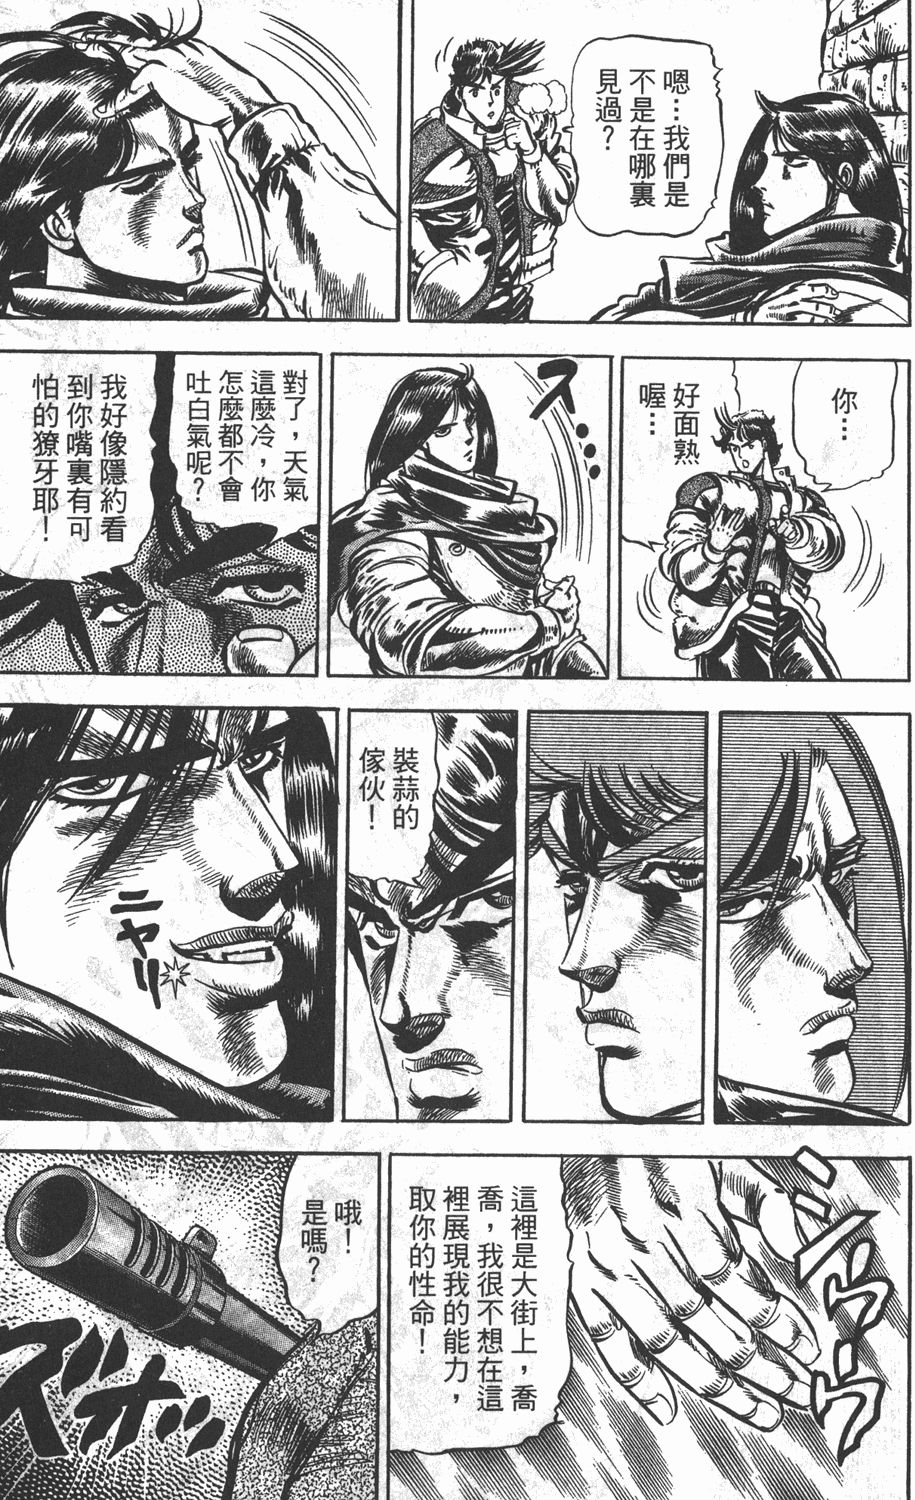 嗯…我們是
不是在哪裏
見過？
你…
好面熟
喔…
ス…
對了，天氣
這麼冷，你
怎麼都不會
吐白氣呢？
我好像隱約看
到你嘴裏有可
怕的獠牙耶！
裝蒜的
傢伙！
ニヤリ
這裡是大街上，喬
喬，我很不想在這
裡展現我的能力，
取你的性命！
哦！
是嗎？
ズオッ